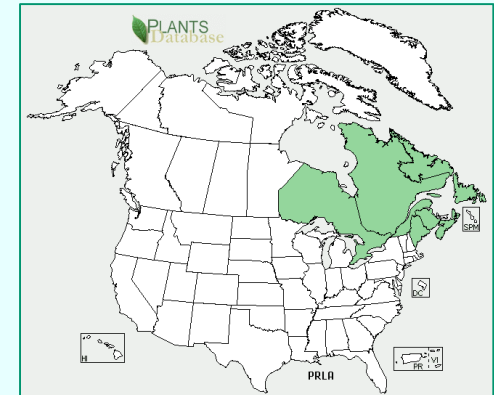 PLANTS
Database
SPM
DC
HI
PR
VI
PRLA